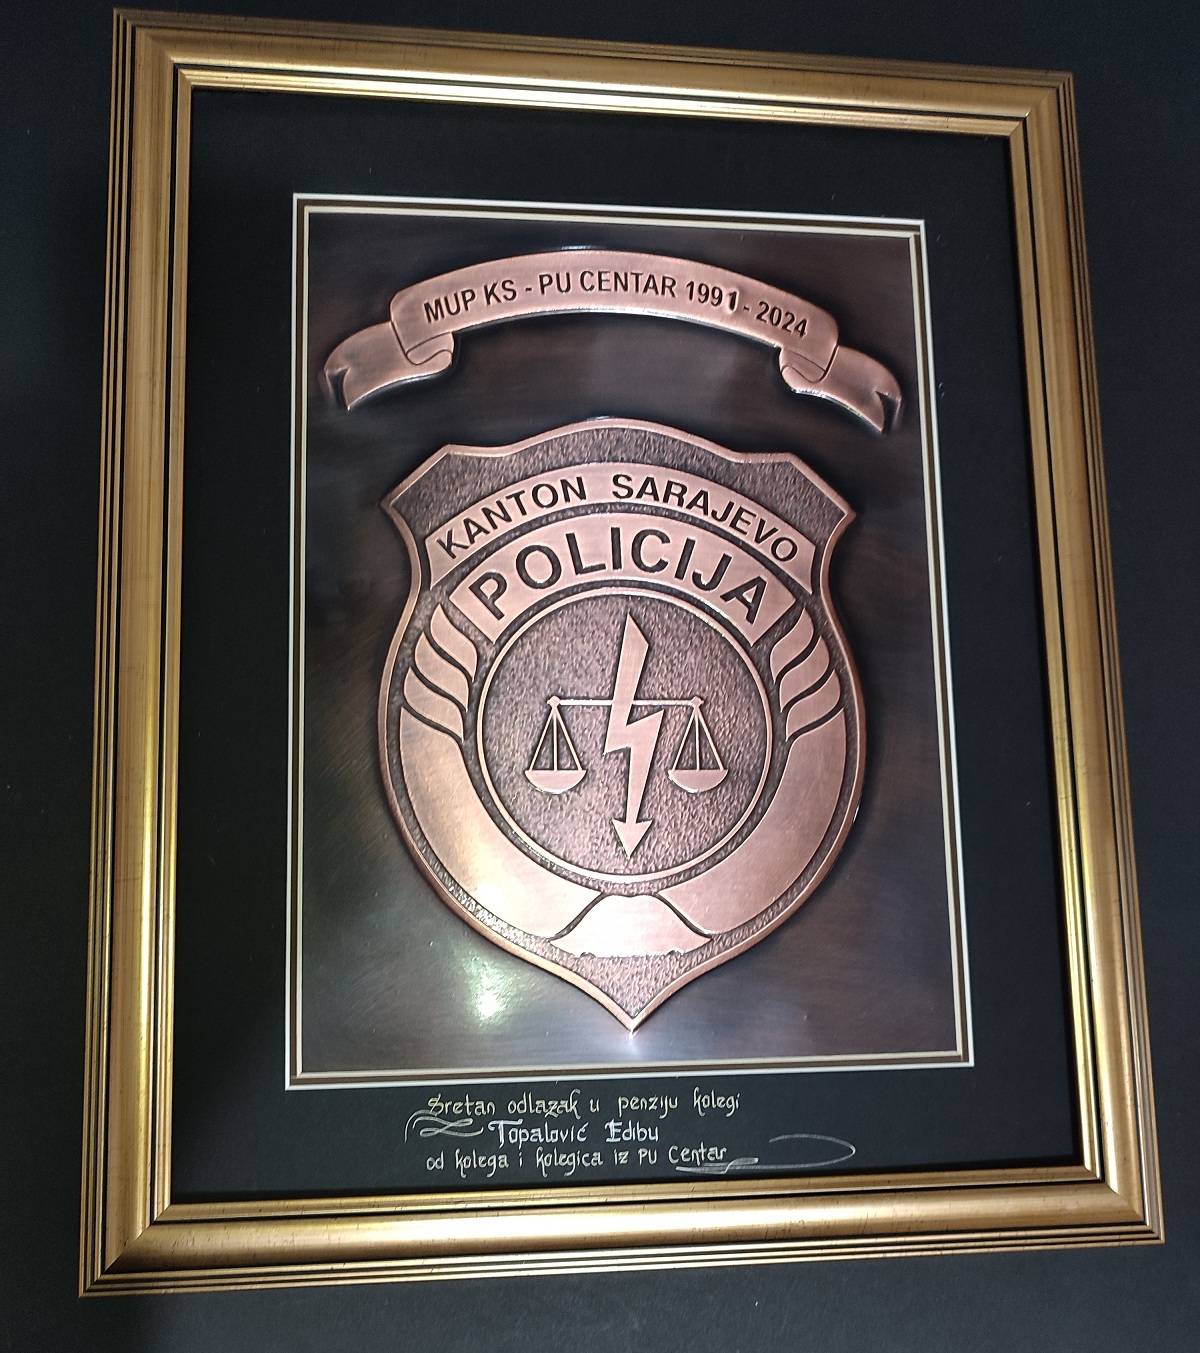 MUP KS - PU CENTAR 1991 - 2024
KANTON SARAJEVO
POLICIJA
Sretan odlazak u penziju kolegi
Topalović Edibu
od kolega i kolegica iz PU Centar